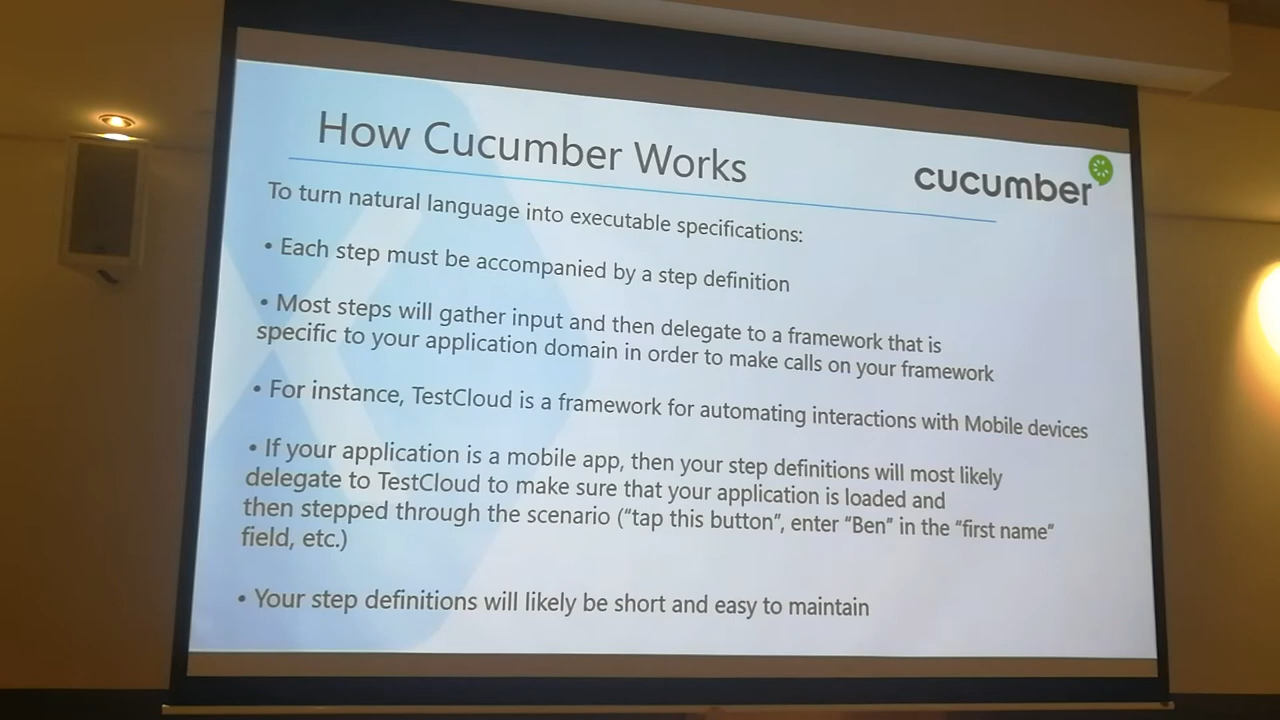 How Cucumber Works
cucumber
To turn natural language into executable specifications:
• Each step must be accompanied by a step definition
• Most steps will gather input and then delegate to a framework that is
specific to your application domain in order to make calls on your framework
• For instance, TestCloud is a framework for automating interactions with Mobile devices
• If your application is a mobile app, then your step definitions will most likely
delegate to TestCloud to make sure that your application is loaded and
then stepped through the scenario (“tap this button”, enter “Ben” in the “first name”
field, etc.)
• Your step definitions will likely be short and easy to maintain